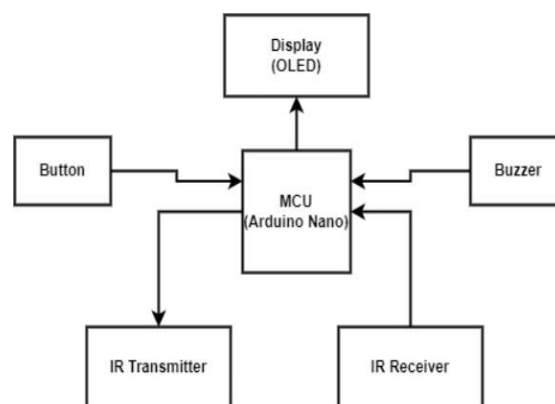 Display
(OLED)
Button
MCU
(Arduino Nano)
Buzzer
IR Transmitter
IR Receiver